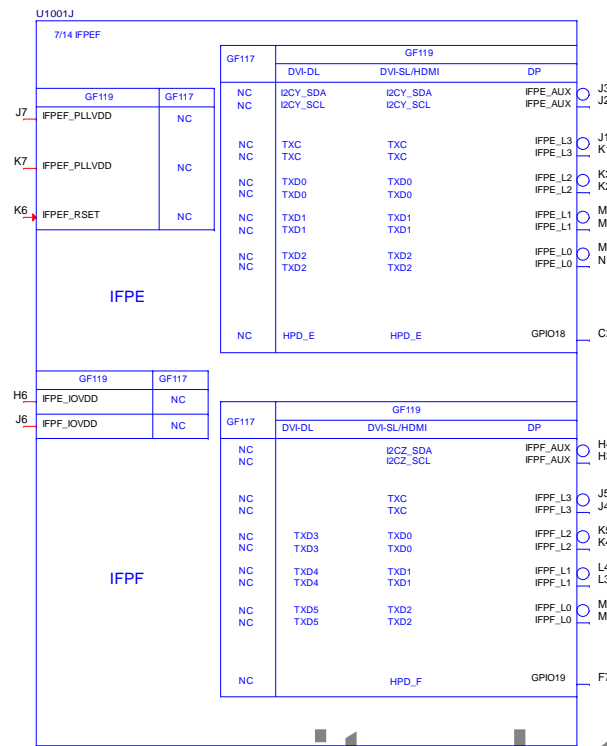 U1001J
7/14 IFPEF
GF117 GF119
DVI-DL DVI-SL/HDMI DP
NC I2CY_SDA I2CY_SDA IFPE_AUX
NC I2CY_SCL I2CY_SCL IFPE_AUX
NC TXC TXC IFPE_L3
NC TXC TXC IFPE_L3
NC TXD0 TXD0 IFPE_L2
NC TXD0 TXD0 IFPE_L2
NC TXD1 TXD1 IFPE_L1
NC TXD1 TXD1 IFPE_L1
NC TXD2 TXD2 IFPE_L0
NC TXD2 TXD2 IFPE_L0
NC HPD_E HPD_E GPIO18
GF119 GF117
J7 IFPEF_PLLVDD NC
K7 IFPEF_PLLVDD NC
K6 IFPEF_RSET NC
IFPE
GF119 GF117
H6 IFPE_IOVDD NC
J6 IFPF_IOVDD NC
GF117 GF119
DVI-DL DVI-SL/HDMI DP
NC I2CZ_SDA IFPF_AUX
NC I2CZ_SCL IFPF_AUX
NC TXC IFPF_L3
NC TXC IFPF_L3
NC TXD3 TXD0 IFPF_L2
NC TXD3 TXD0 IFPF_L2
NC TXD4 TXD1 IFPF_L1
NC TXD4 TXD1 IFPF_L1
NC TXD5 TXD2 IFPF_L0
NC TXD5 TXD2 IFPF_L0
NC HPD_F GPIO19
IFPF